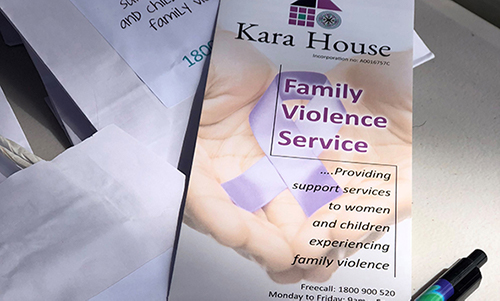 and childre
family vi
1800
Kara House
Incorporation no: A0016757C
Family
Violence
Service
....Providing
support services
to women
and children
experiencing
family violence
Freecall: 1800 900 520
Monday to Friday: 9am